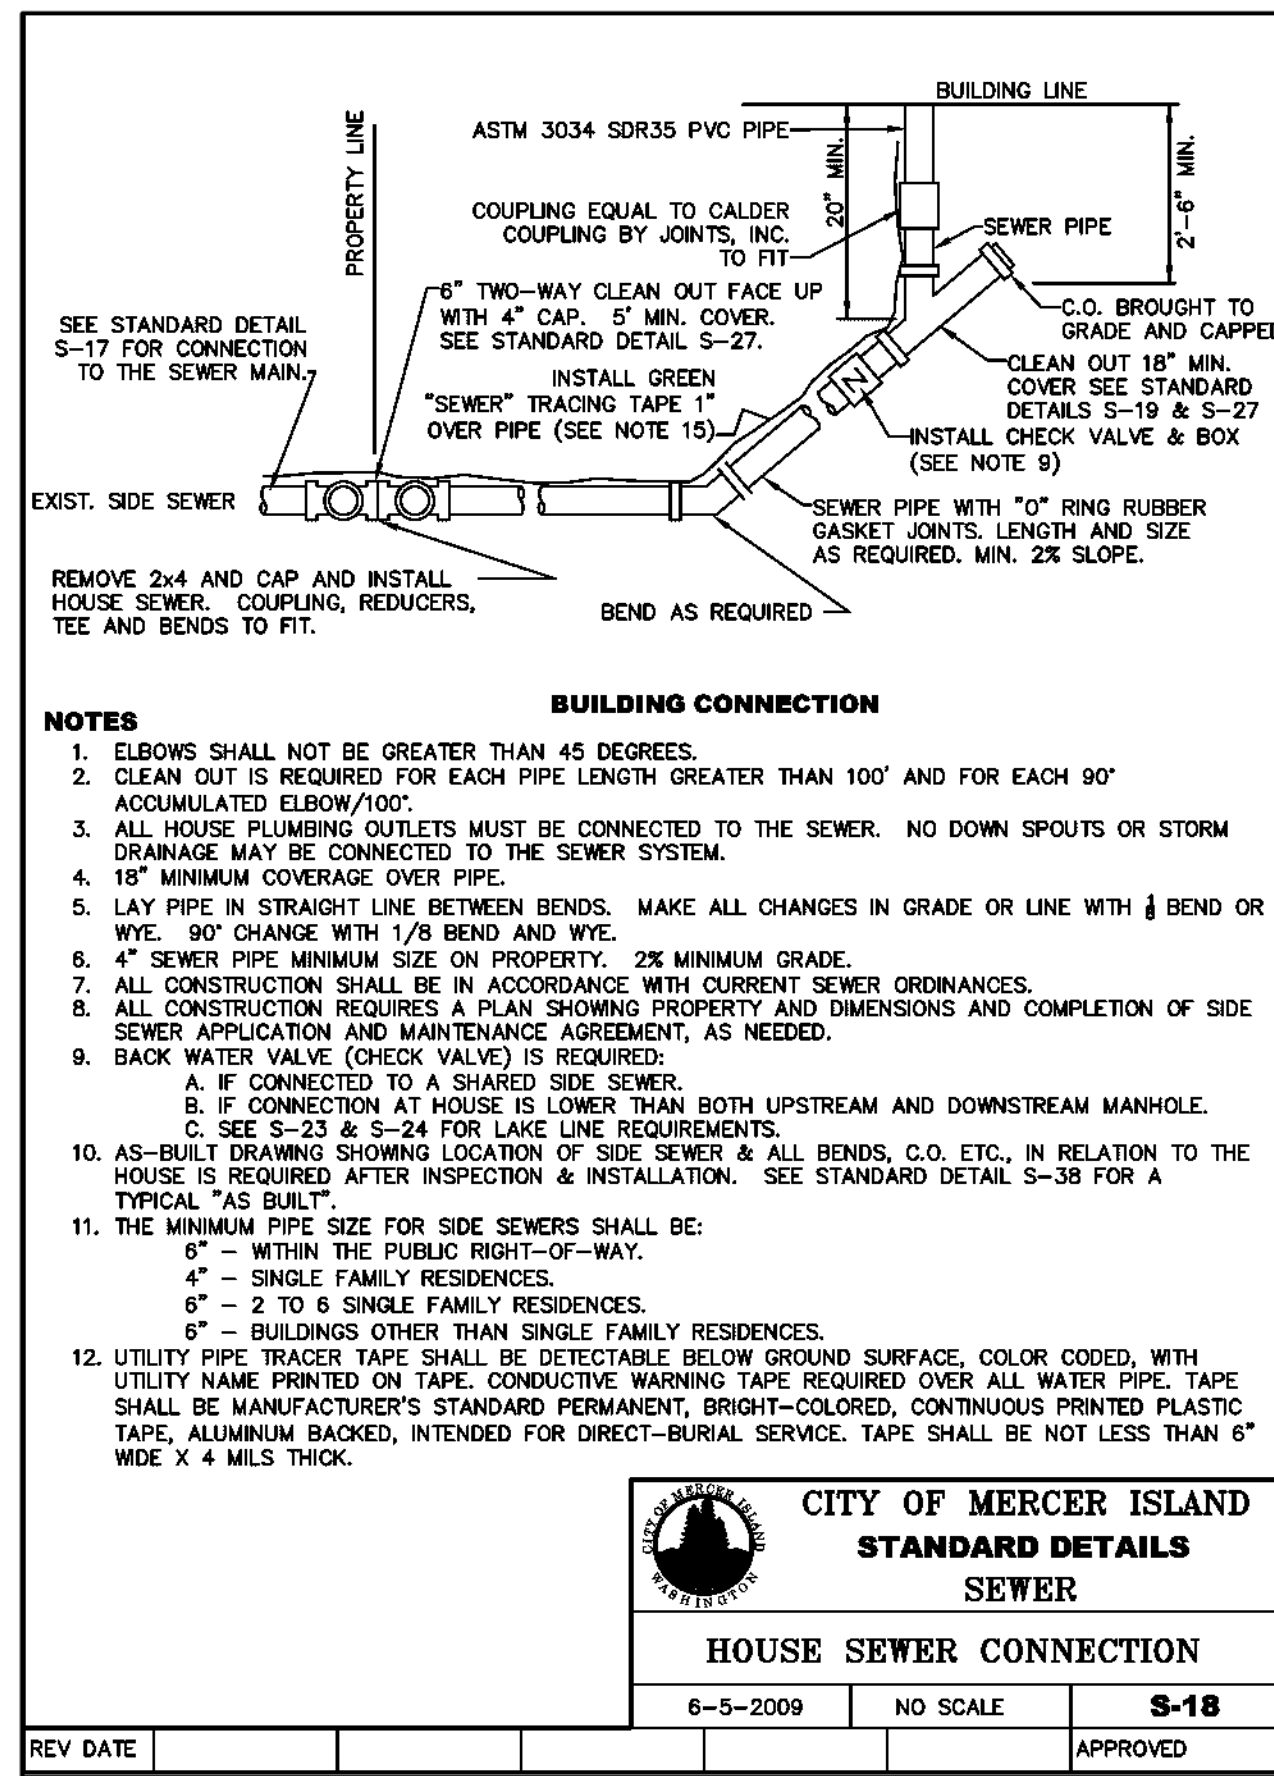 BUILDING LINE
PROPERTY LINE
ASTM 3034 SDR35 PVC PIPE
20" MIN.
2'-6" MIN.
COUPLING EQUAL TO CALDER
COUPLING BY JOINTS, INC.
TO FIT
SEWER PIPE
6" TWO-WAY CLEAN OUT FACE UP
WITH 4" CAP. 5' MIN. COVER.
SEE STANDARD DETAIL S-27.
C.O. BROUGHT TO
GRADE AND CAPPED
SEE STANDARD DETAIL
S-17 FOR CONNECTION
TO THE SEWER MAIN.
CLEAN OUT 18" MIN.
COVER SEE STANDARD
DETAILS S-19 & S-27
INSTALL GREEN
"SEWER" TRACING TAPE 1"
OVER PIPE (SEE NOTE 15)
N
INSTALL CHECK VALVE & BOX
(SEE NOTE 9)
EXIST. SIDE SEWER
SEWER PIPE WITH "O" RING RUBBER
GASKET JOINTS. LENGTH AND SIZE
AS REQUIRED. MIN. 2% SLOPE.
REMOVE 2x4 AND CAP AND INSTALL
HOUSE SEWER. COUPLING, REDUCERS,
TEE AND BENDS TO FIT.
BEND AS REQUIRED
BUILDING CONNECTION
NOTES
1. ELBOWS SHALL NOT BE GREATER THAN 45 DEGREES.
2. CLEAN OUT IS REQUIRED FOR EACH PIPE LENGTH GREATER THAN 100' AND FOR EACH 90°
ACCUMULATED ELBOW/100°.
3. ALL HOUSE PLUMBING OUTLETS MUST BE CONNECTED TO THE SEWER. NO DOWN SPOUTS OR STORM
DRAINAGE MAY BE CONNECTED TO THE SEWER SYSTEM.
4. 18" MINIMUM COVERAGE OVER PIPE.
5. LAY PIPE IN STRAIGHT LINE BETWEEN BENDS. MAKE ALL CHANGES IN GRADE OR LINE WITH BEND OR
WYE. 90° CHANGE WITH 1/8 BEND AND WYE.
6. 4" SEWER PIPE MINIMUM SIZE ON PROPERTY. 2% MINIMUM GRADE.
7. ALL CONSTRUCTION SHALL BE IN ACCORDANCE WITH CURRENT SEWER ORDINANCES.
8. ALL CONSTRUCTION REQUIRES A PLAN SHOWING PROPERTY AND DIMENSIONS AND COMPLETION OF SIDE
SEWER APPLICATION AND MAINTENANCE AGREEMENT, AS NEEDED.
9. BACK WATER VALVE (CHECK VALVE) IS REQUIRED:
A. IF CONNECTED TO A SHARED SIDE SEWER.
B. IF CONNECTION AT HOUSE IS LOWER THAN BOTH UPSTREAM AND DOWNSTREAM MANHOLE.
C. SEE S-23 & S-24 FOR LAKE LINE REQUIREMENTS.
10. AS-BUILT DRAWING SHOWING LOCATION OF SIDE SEWER & ALL BENDS, C.O. ETC., IN RELATION TO THE
HOUSE IS REQUIRED AFTER INSPECTION & INSTALLATION. SEE STANDARD DETAIL S-38 FOR A
TYPICAL "AS BUILT".
11. THE MINIMUM PIPE SIZE FOR SIDE SEWERS SHALL BE:
6" - WITHIN THE PUBLIC RIGHT-OF-WAY.
4" - SINGLE FAMILY RESIDENCES.
6" - 2 TO 6 SINGLE FAMILY RESIDENCES.
6" - BUILDINGS OTHER THAN SINGLE FAMILY RESIDENCES.
12. UTILITY PIPE TRACER TAPE SHALL BE DETECTABLE BELOW GROUND SURFACE, COLOR CODED, WITH
UTILITY NAME PRINTED ON TAPE. CONDUCTIVE WARNING TAPE REQUIRED OVER ALL WATER PIPE. TAPE
SHALL BE MANUFACTURER'S STANDARD PERMANENT, BRIGHT-COLORED, CONTINUOUS PRINTED PLASTIC
TAPE, ALUMINUM BACKED, INTENDED FOR DIRECT-BURIAL SERVICE. TAPE SHALL BE NOT LESS THAN 6"
WIDE X 4 MILS THICK.
CITY OF MERCER ISLAND
WASHINGTON
CITY OF MERCER ISLAND
STANDARD DETAILS
SEWER
HOUSE SEWER CONNECTION
6-5-2009
NO SCALE
S-18
REV DATE
APPROVED